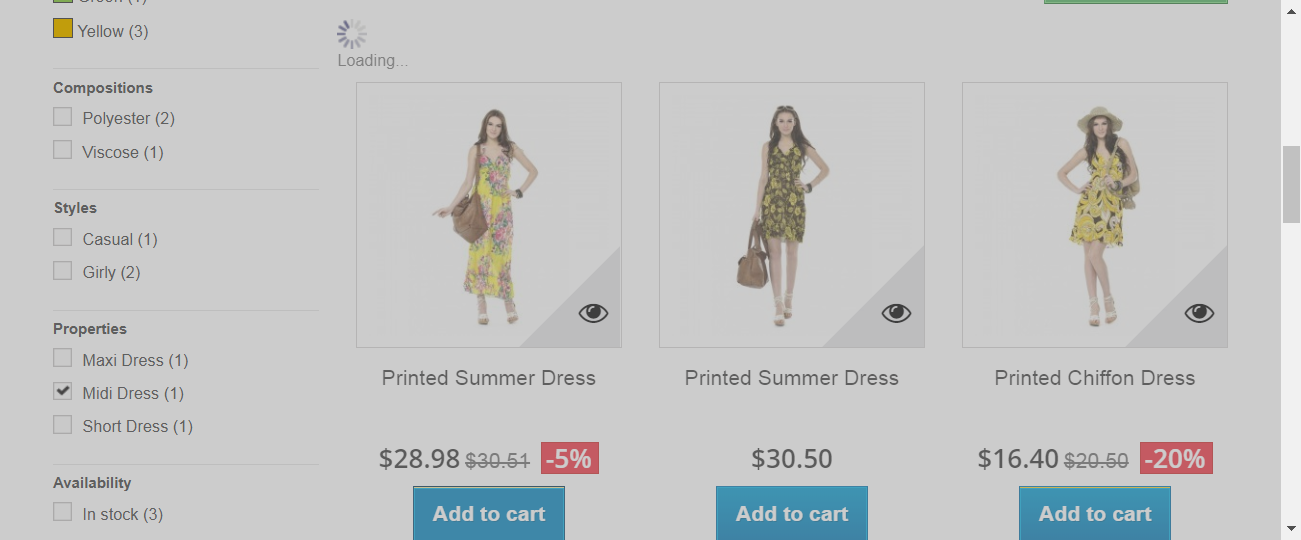 Green (1)
Yellow (3)
Compositions
Polyester (2)
Viscose (1)
Styles
Casual (1)
Girly (2)
Properties
Maxi Dress (1)
Midi Dress (1)
Short Dress (1)
Availability
In stock (3)
Loading...
Printed Summer Dress
$28.98 $30.51 -5%
Add to cart
Printed Summer Dress
$30.50
Add to cart
Printed Chiffon Dress
$16.40 $20.50 -20%
Add to cart